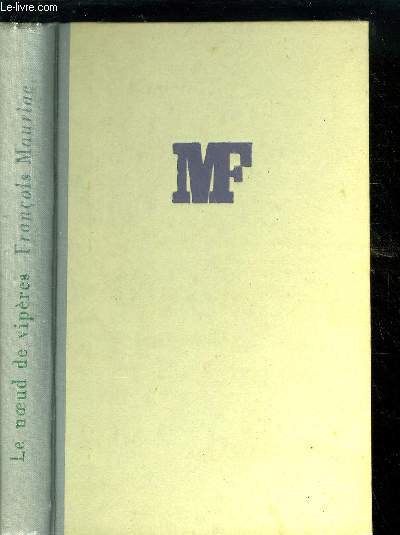 Le-livre.com
Le nœud de vipères François Mauriac
MF